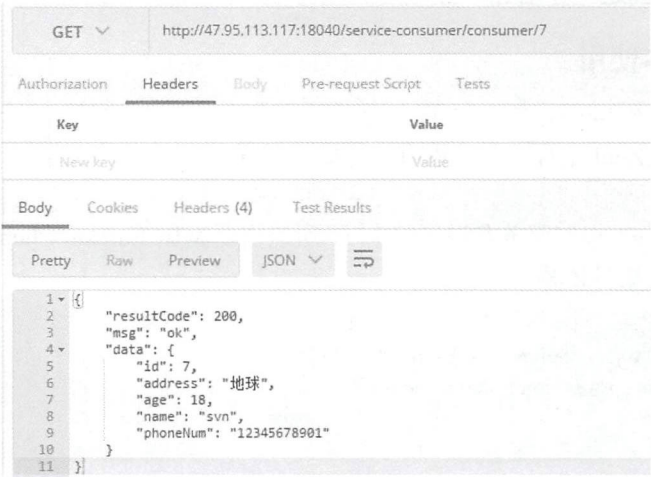 GET http://47.95.113.117:18040/service-consumer/consumer/7
Authorization Headers Body Pre-request Script Tests
Key Value
New key Value
Body Cookies Headers (4) Test Results
Pretty Raw Preview JSON
1 {
2 "resultCode": 200,
3 "msg": "ok",
4 "data": {
5 "id": 7,
6 "address": "地球",
7 "age": 18,
8 "name": "svn",
9 "phoneNum": "12345678901"
10 }
11 }